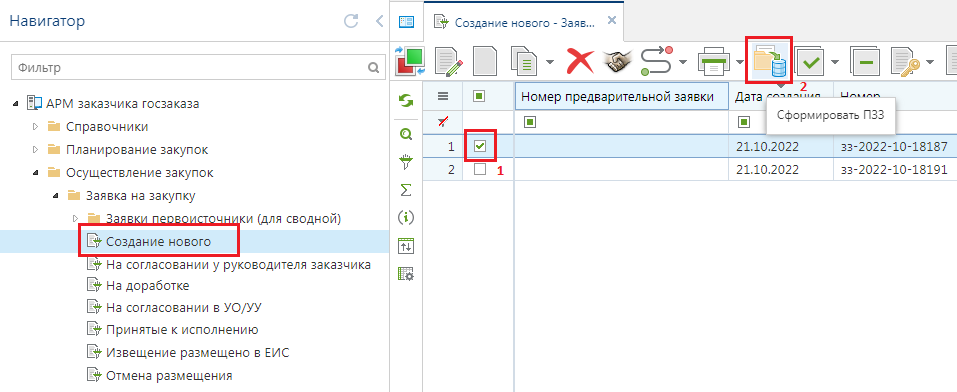 Навигатор
Фильтр
АРМ заказчика госзаказа
Справочники
Планирование закупок
Осуществление закупок
Заявка на закупку
Заявки первоисточники (для сводной)
Создание нового
На согласовании у руководителя заказчика
На доработке
На согласовании в УО/УУ
Принятые к исполнению
Извещение размещено в ЕИС
Отмена размещения
Создание нового - Заяв...
2
Номер предварительной заявки Дата создания Номер
Сформировать ПЗЗ
1 21.10.2022 зз-2022-10-18187
2 1 21.10.2022 зз-2022-10-18191